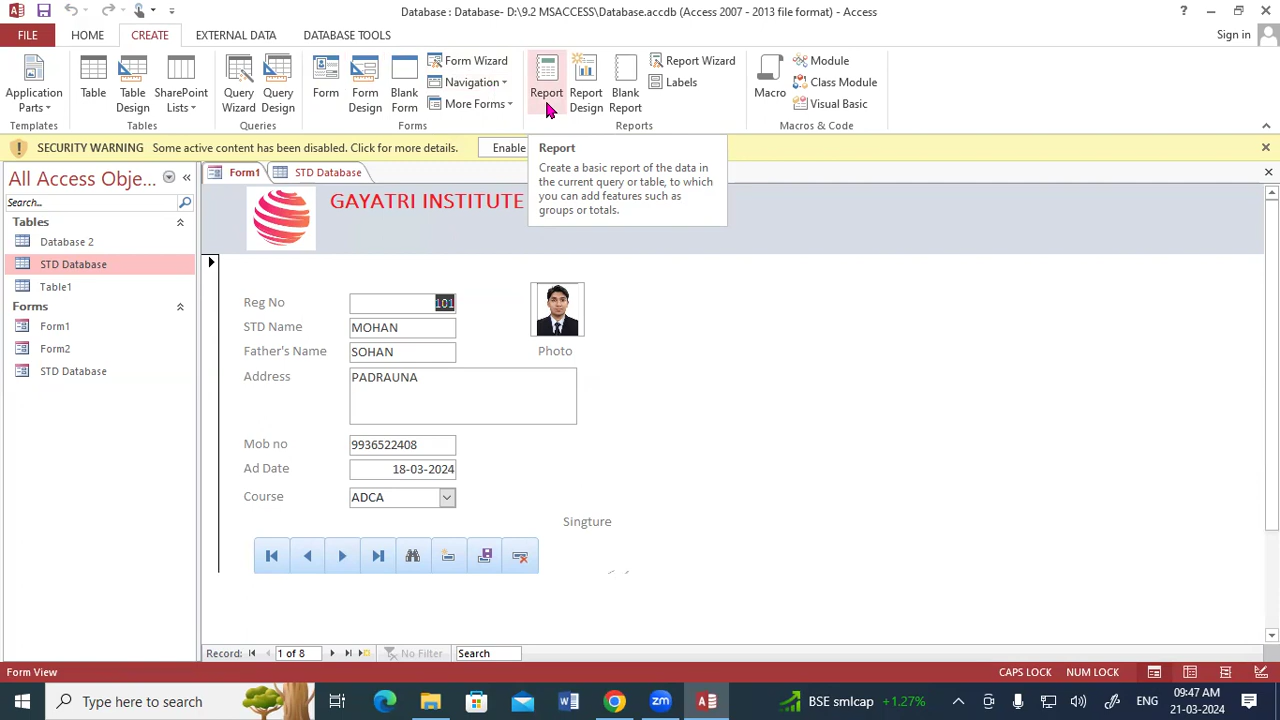 Database : Database- D:\9.2 MSACCESS\Database.accdb (Access 2007 - 2013 file format) - Access
FILE HOME CREATE EXTERNAL DATA DATABASE TOOLS
Sign in
Application Parts
Table
Table Design
SharePoint Lists
Query Wizard
Query Design
Form
Form Design
Blank Form
Form Wizard
Navigation
More Forms
Report
Report Design
Blank Report
Report Wizard
Labels
Macro
Module
Class Module
Visual Basic
Templates Tables Queries Forms Reports Macros & Code
SECURITY WARNING Some active content has been disabled. Click for more details. Enable
Report
Create a basic report of the data in
the current query or table, to which
you can add features such as
groups or totals.
All Access Obje...
Search...
Tables
Database 2
STD Database
Table1
Forms
Form1
Form2
STD Database
Form1 STD Database
GAYATRI INSTITUTE
Reg No 101
STD Name MOHAN
Father's Name SOHAN
Photo
Address PADRAUNA
Mob no 9936522408
Ad Date 18-03-2024
Course ADCA
Singture
Record: 1 of 8 No Filter Search
Form View CAPS LOCK NUM LOCK
Type here to search
BSE smlcap +1.27%
ENG
09:47 AM
21-03-2024